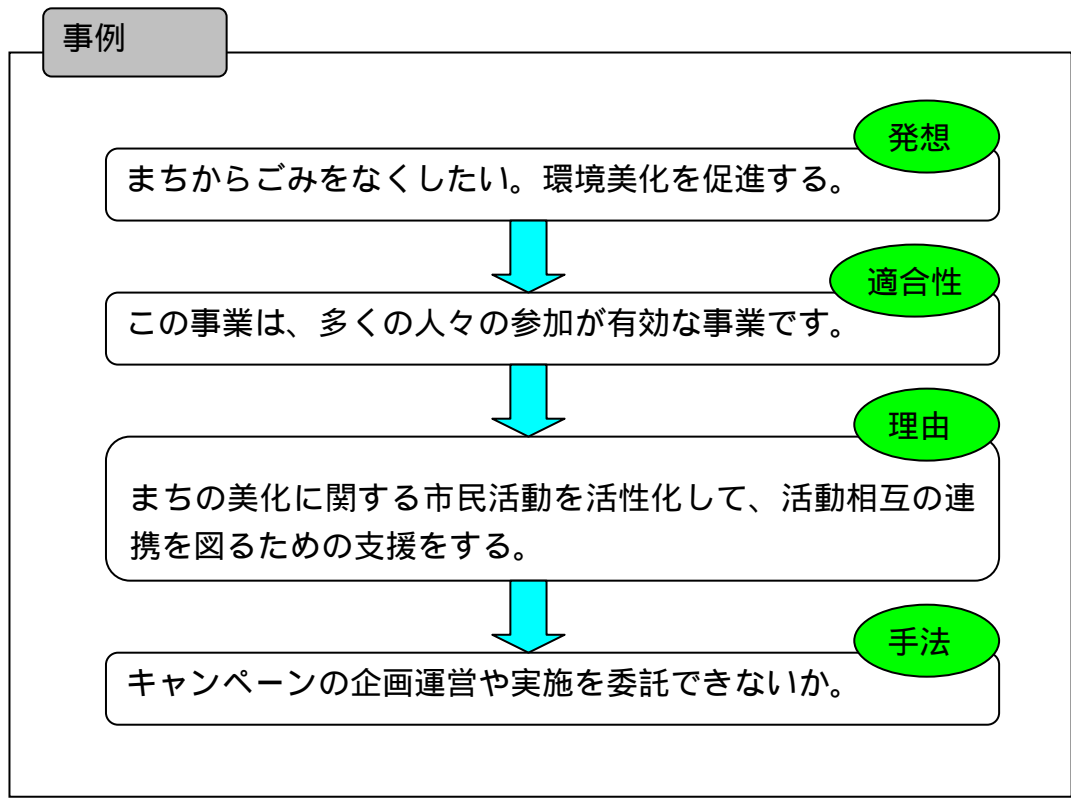 事例
発想
まちからごみをなくしたい。環境美化を促進する。
適合性
この事業は、多くの人々の参加が有効な事業です。
理由
まちの美化に関する市民活動を活性化して、活動相互の連
携を図るための支援をする。
手法
キャンペーンの企画運営や実施を委託できないか。